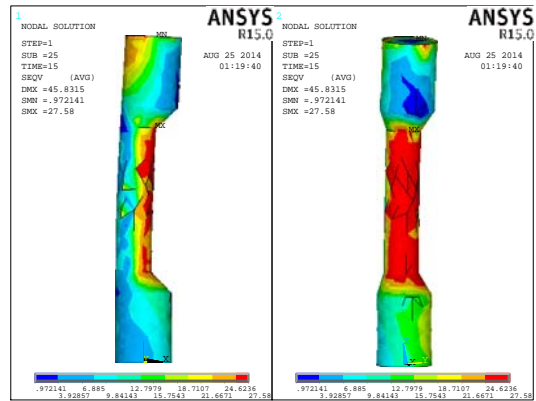 1
NODAL SOLUTION
STEP=1
SUB =25
TIME=15
SEQV (AVG)
DMX =45.8315
SMN =.972141
SMX =27.58
ANSYS
R15.0
AUG 25 2014
01:19:40
MN
MX
X
.972141 6.885 12.7979 18.7107 24.6236
3.92857 9.84143 15.7543 21.6671 27.58
2
NODAL SOLUTION
STEP=1
SUB =25
TIME=15
SEQV (AVG)
DMX =45.8315
SMN =.972141
SMX =27.58
ANSYS
R15.0
AUG 25 2014
01:19:40
MN
MX
Y
.972141 6.885 12.7979 18.7107 24.6236
3.92857 9.84143 15.7543 21.6671 27.58